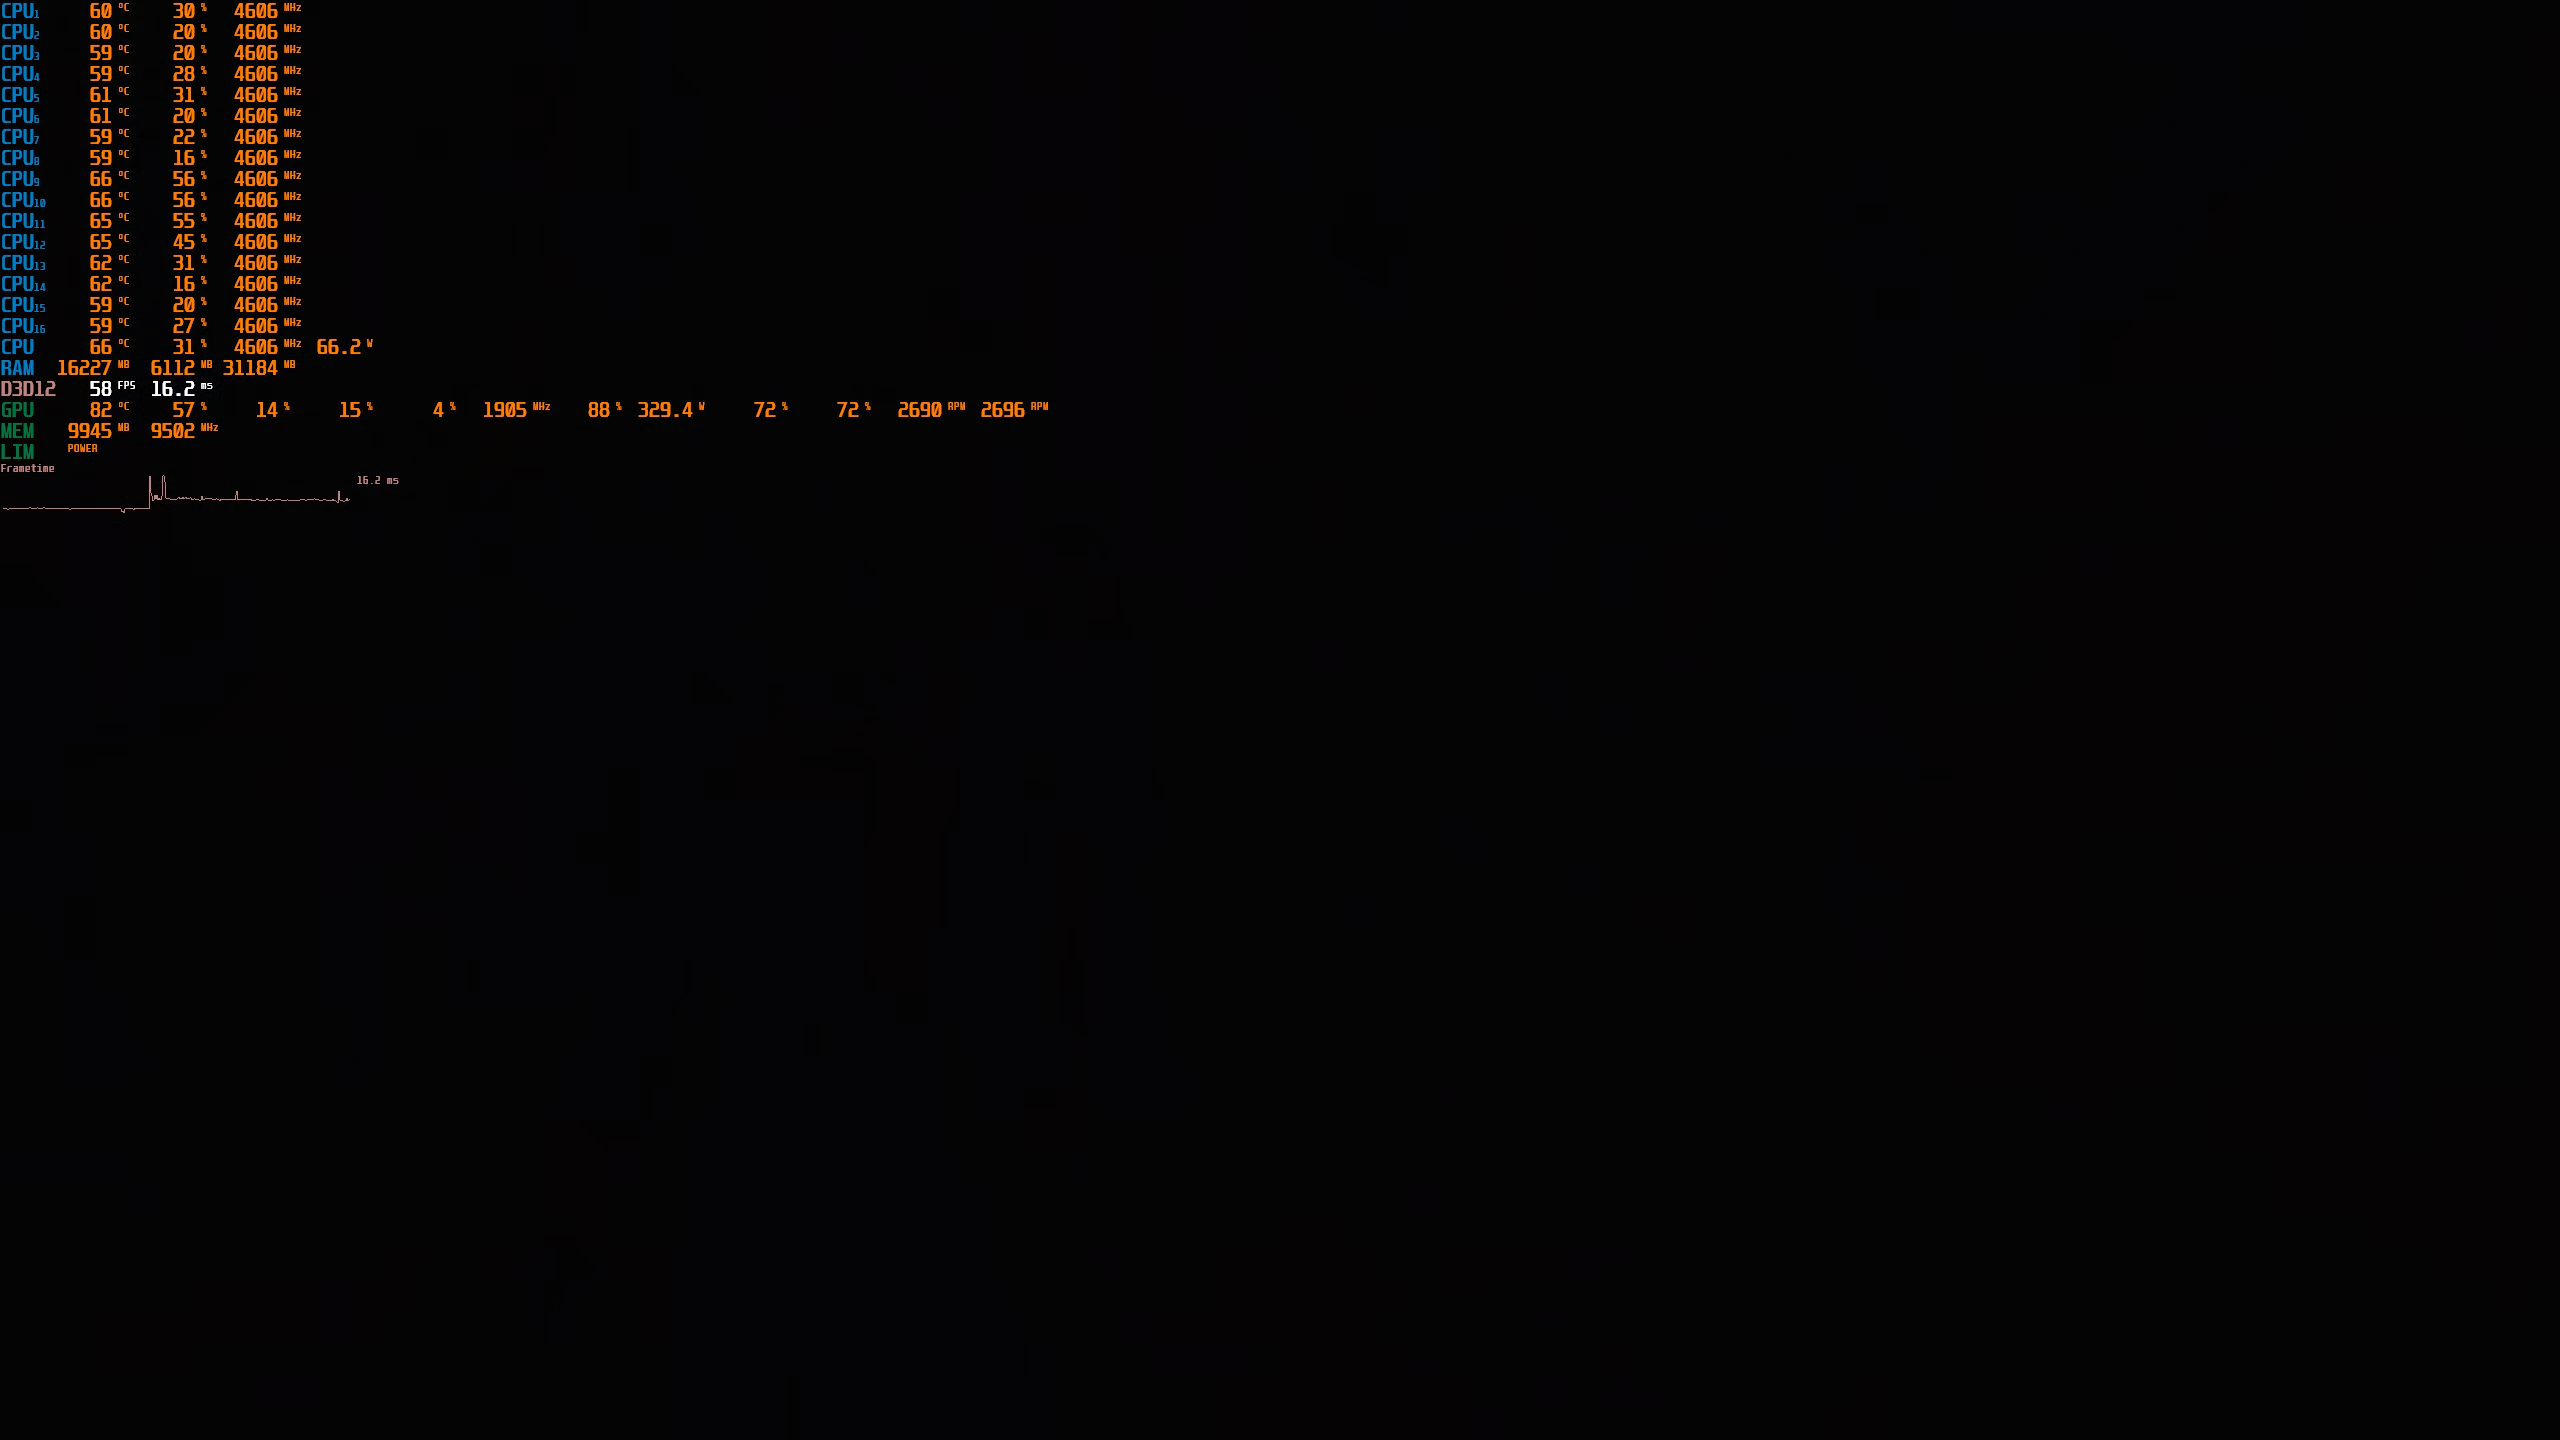 CPU1 60 °C 30 % 4606 MHz
CPU2 60 °C 20 % 4606 MHz
CPU3 59 °C 20 % 4606 MHz
CPU4 59 °C 28 % 4606 MHz
CPU5 61 °C 31 % 4606 MHz
CPU6 61 °C 20 % 4606 MHz
CPU7 59 °C 22 % 4606 MHz
CPU8 59 °C 16 % 4606 MHz
CPU9 66 °C 56 % 4606 MHz
CPU10 66 °C 56 % 4606 MHz
CPU11 65 °C 55 % 4606 MHz
CPU12 65 °C 45 % 4606 MHz
CPU13 62 °C 31 % 4606 MHz
CPU14 62 °C 16 % 4606 MHz
CPU15 59 °C 20 % 4606 MHz
CPU16 59 °C 27 % 4606 MHz
CPU 66 °C 31 % 4606 MHz 66.2 W
RAM 16227 MB 6112 MB 31184 MB
D3D12 58 FPS 16.2 ms
GPU 82 °C 57 % 14 % 15 % 4 % 1905 MHz 88 % 329.4 W 72 % 72 % 2690 RPM 2696 RPM
MEM 9945 MB 9502 MHz
LIM POWER
Frametime
16.2 ms